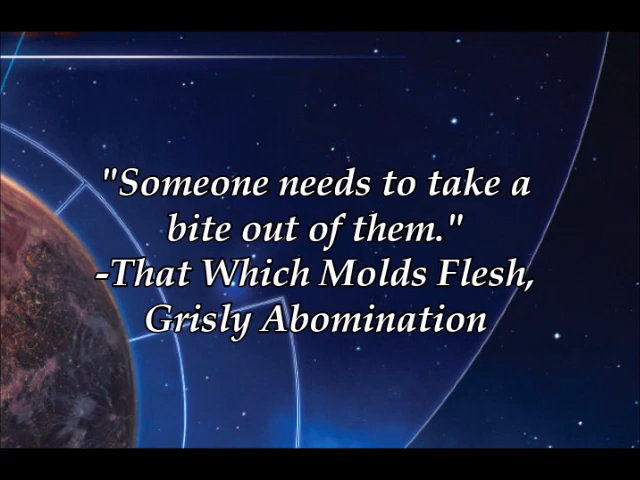 "Someone needs to take a
bite out of them."
-That Which Molds Flesh,
Grisly Abomination